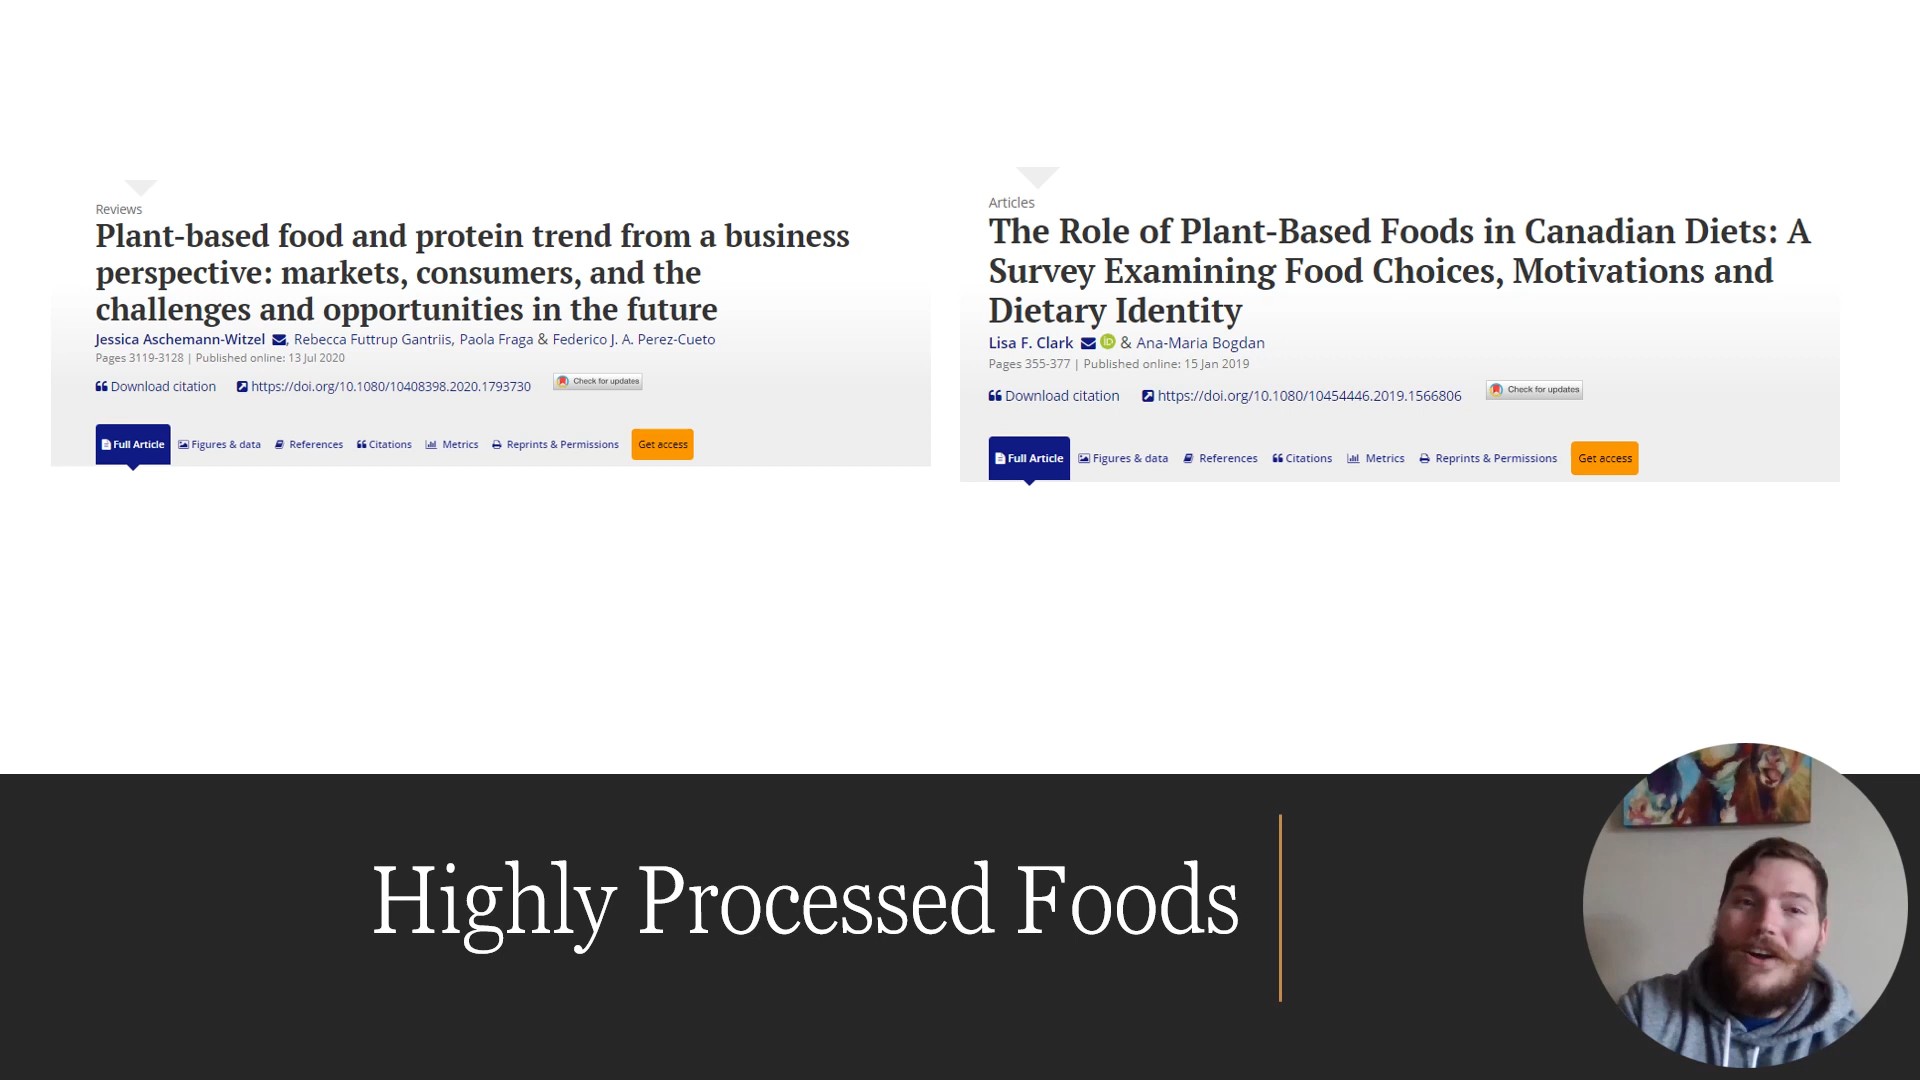 Reviews
Plant-based food and protein trend from a business
perspective: markets, consumers, and the
challenges and opportunities in the future
Jessica Aschemann-Witzel, Rebecca Futtrup Gantriis, Paola Fraga & Federico J. A. Perez-Cueto
Pages 3119-3128 | Published online: 13 Jul 2020
Download citation https://doi.org/10.1080/10408398.2020.1793730 Check for updates
Full Article Figures & data References Citations Metrics Reprints & Permissions Get access
Articles
The Role of Plant-Based Foods in Canadian Diets: A
Survey Examining Food Choices, Motivations and
Dietary Identity
Lisa F. Clark iD & Ana-Maria Bogdan
Pages 355-377 | Published online: 15 Jan 2019
Download citation https://doi.org/10.1080/10454446.2019.1566806 Check for updates
Full Article Figures & data References Citations Metrics Reprints & Permissions Get access
Highly Processed Foods